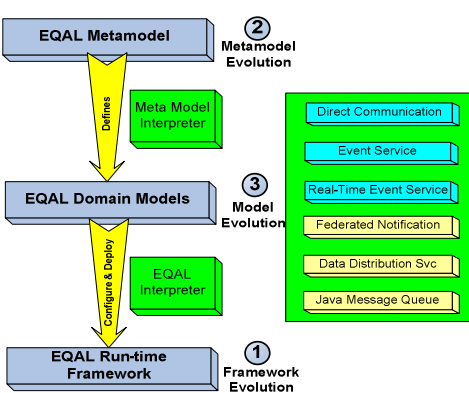 EQAL Metamodel
2
Metamodel
Evolution
Defines
Meta Model
Interpreter
EQAL Domain Models
3
Model
Evolution
Configure & Deploy
EQAL
Interpreter
EQAL Run-time
Framework
1
Framework
Evolution
Direct Communication
Event Service
Real-Time Event Service
Federated Notification
Data Distribution Svc
Java Message Queue